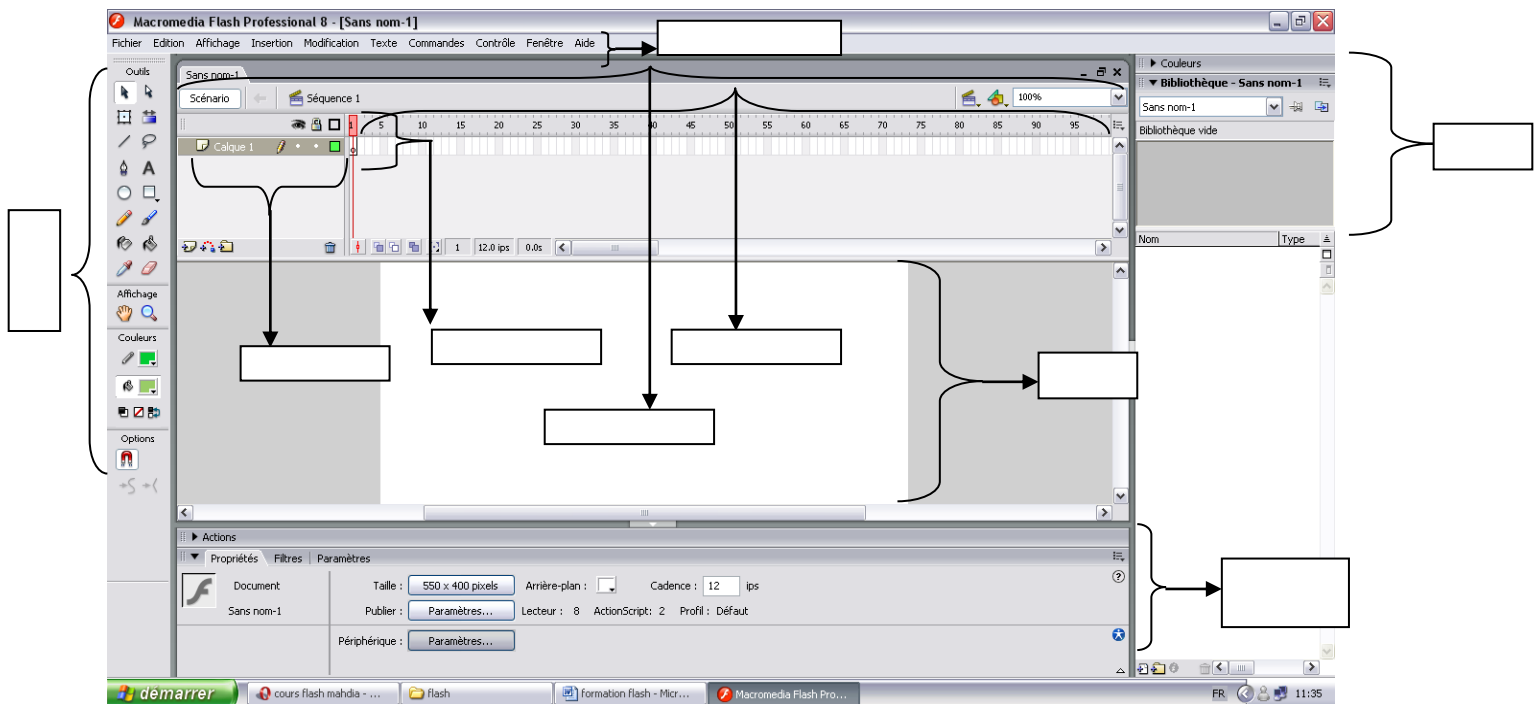 Macromedia Flash Professional 8 - [Sans nom-1]
Fichier Edition Affichage Insertion Modification Texte Commandes Contrôle Fenêtre Aide
Outils
Sans nom-1
Scénario
Séquence 1
100%
1 5 10 15 20 25 30 35 40 45 50 55 60 65 70 75 80 85 90 95
Calque 1
1 12.0 ips 0.0s
Affichage
Couleurs
Options
Couleurs
Bibliothèque - Sans nom-1
Sans nom-1
Bibliothèque vide
Nom Type
Actions
Propriétés Filtres Paramètres
Document Taille : 550 x 400 pixels Arrière-plan : Cadence : 12 ips
Sans nom-1 Publier : Paramètres... Lecteur : 8 ActionScript: 2 Profil : Défaut
Périphérique : Paramètres...
démarrer
cours flash mahdia - ...
flash
formation flash - Micr...
Macromedia Flash Pro...
FR 11:35